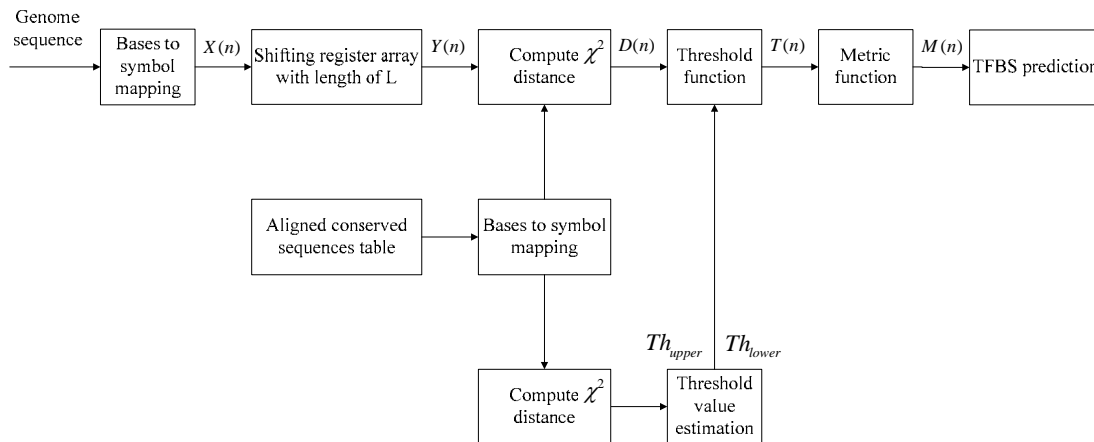 Genome
sequence
Bases to
symbol
mapping
X(n)
Shifting register array
with length of L
Y(n)
Compute χ²
distance
D(n)
Threshold
function
T(n)
Metric
function
M(n)
TFBS prediction
Aligned conserved
sequences table
Bases to symbol
mapping
Th_upper Th_lower
Compute χ²
distance
Threshold
value
estimation